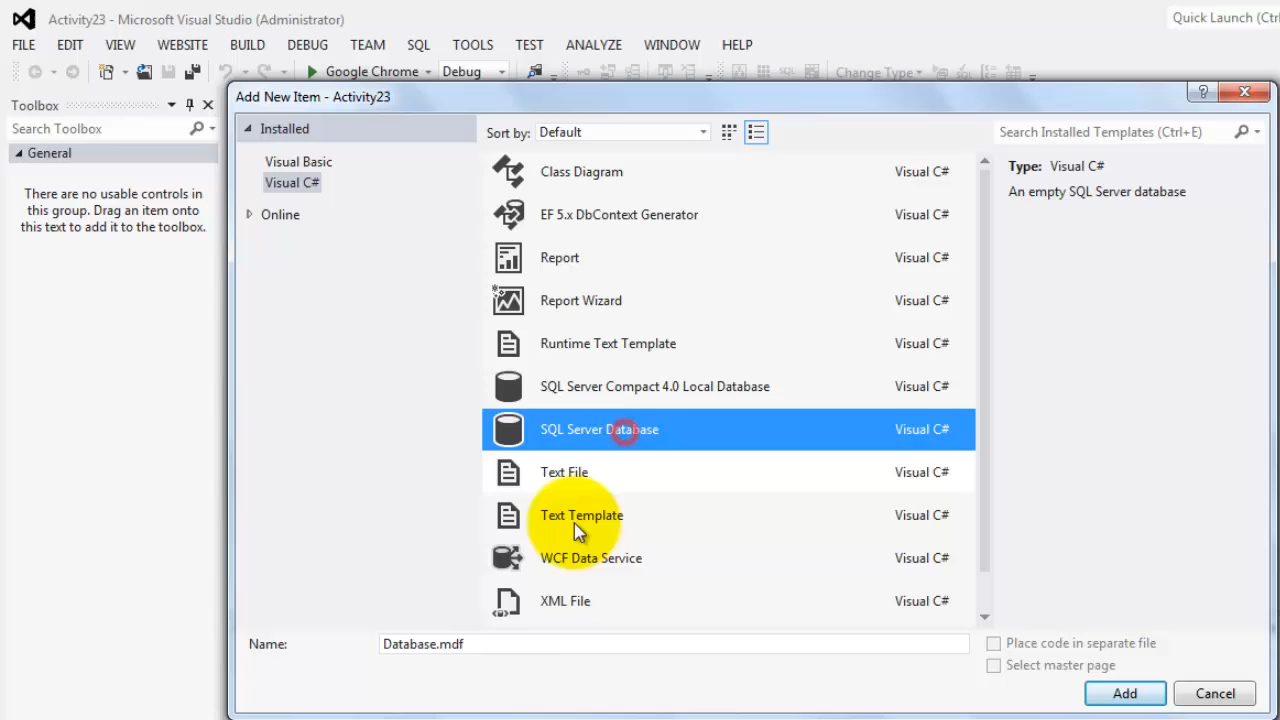 Activity23 - Microsoft Visual Studio (Administrator)
Quick Launch (Ctr
FILE EDIT VIEW WEBSITE BUILD DEBUG TEAM SQL TOOLS TEST ANALYZE WINDOW HELP
Google Chrome Debug Change Type
Toolbox
Search Toolbox
General
There are no usable controls in
this group. Drag an item onto
this text to add it to the toolbox.
Add New Item - Activity23
Installed
Visual Basic
Visual C#
Online
Sort by: Default
Class Diagram Visual C#
EF 5.x DbContext Generator Visual C#
Report Visual C#
Report Wizard Visual C#
Runtime Text Template Visual C#
SQL Server Compact 4.0 Local Database Visual C#
SQL Server Database Visual C#
Text File Visual C#
Text Template Visual C#
WCF Data Service Visual C#
XML File Visual C#
Search Installed Templates (Ctrl+E)
Type: Visual C#
An empty SQL Server database
Name: Database.mdf
Place code in separate file
Select master page
Add Cancel